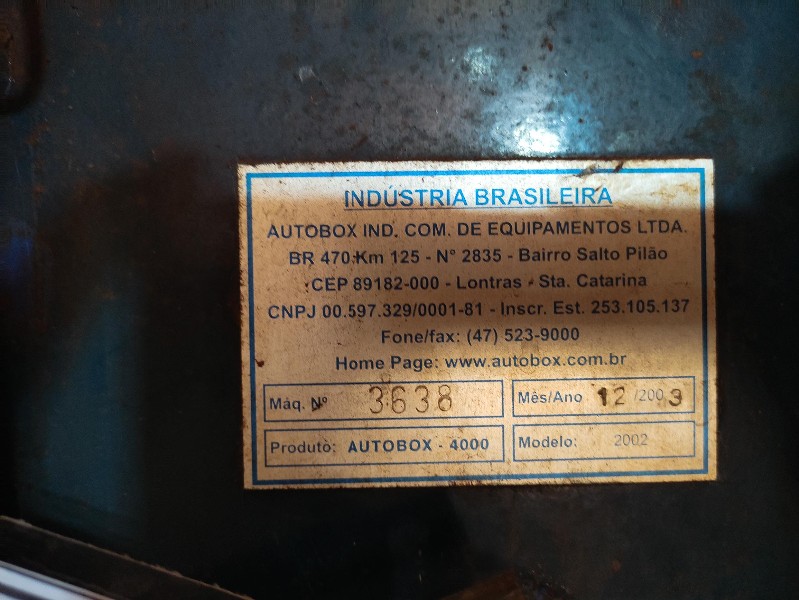 INDÚSTRIA BRASILEIRA
AUTOBOX IND. COM. DE EQUIPAMENTOS LTDA.
BR 470 Km 125 - Nº 2835 - Bairro Salto Pilão
CEP 89182-000 - Lontras - Sta. Catarina
CNPJ 00.597.329/0001-81 - Inscr. Est. 253.105.137
Fone/fax: (47) 523-9000
Home Page: www.autobox.com.br
Máq. Nº 3638 Mês/Ano 12/2003
Produto: AUTOBOX - 4000 Modelo: 2002